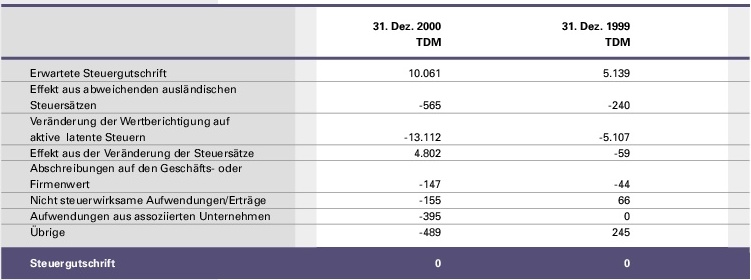 31. Dez. 2000 31. Dez. 1999
TDM TDM
Erwartete Steuergutschrift 10.061 5.139
Effekt aus abweichenden ausländischen
Steuersätzen -565 -240
Veränderung der Wertberichtigung auf
aktive latente Steuern -13.112 -5.107
Effekt aus der Veränderung der Steuersätze 4.802 -59
Abschreibungen auf den Geschäfts- oder
Firmenwert -147 -44
Nicht steuerwirksame Aufwendungen/Erträge -155 66
Aufwendungen aus assoziierten Unternehmen -395 0
Übrige -489 245
Steuergutschrift 0 0